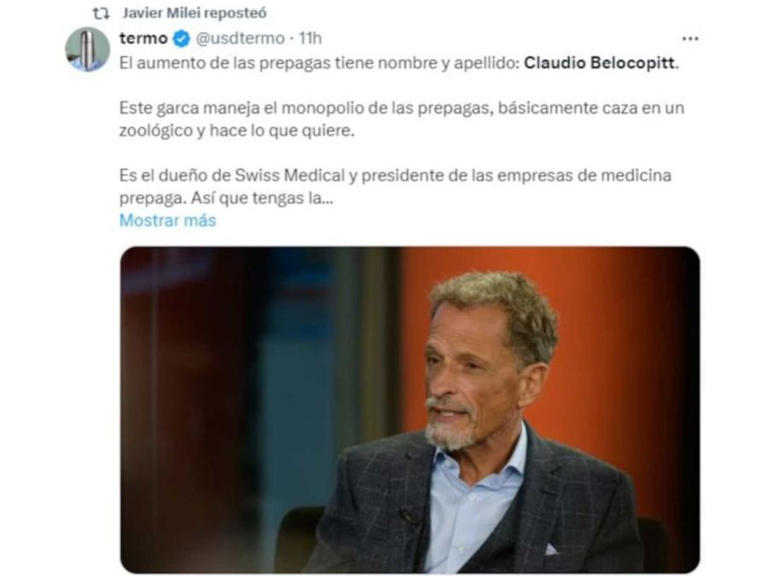 Javier Milei reposteó
termo @usdtermo · 11h
El aumento de las prepagas tiene nombre y apellido: Claudio Belocopitt.
Este garca maneja el monopolio de las prepagas, básicamente caza en un
zoológico y hace lo que quiere.
Es el dueño de Swiss Medical y presidente de las empresas de medicina
prepaga. Así que tengas la...
Mostrar más